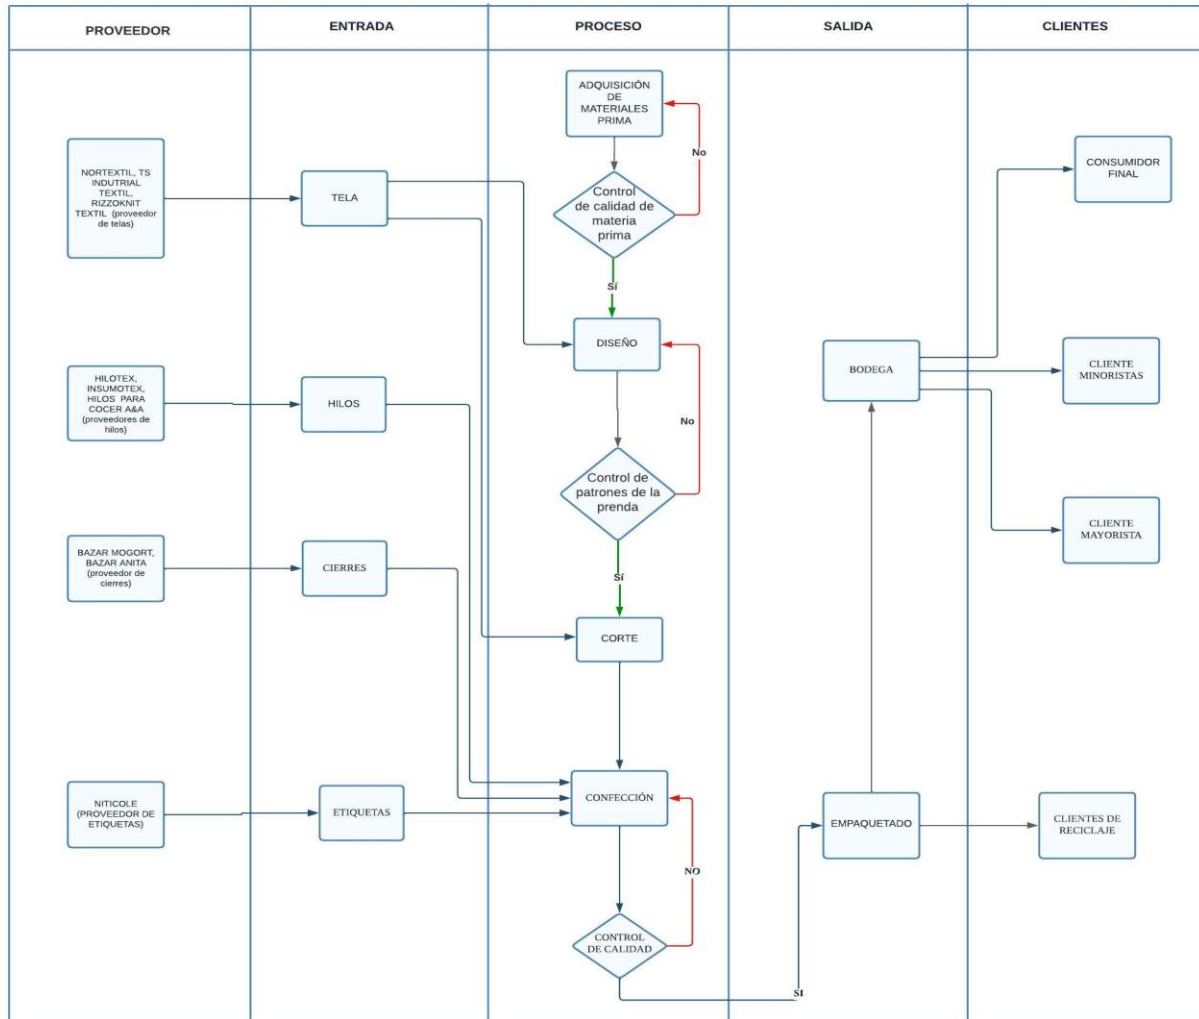 PROVEEDOR
ENTRADA
PROCESO
SALIDA
CLIENTES
NORTEXTIL, TS
INDUTRIAL
TEXTIL,
RIZZOKNIT
TEXTIL (proveedor
de telas)
HILOTEX,
INSUMOTEX,
HILOS PARA
COCER A&A
(proveedores de
hilos)
BAZAR MOGORT,
BAZAR ANITA
(proveedor de
cierres)
NITICOLE
(PROVEEDOR DE
ETIQUETAS)
TELA
HILOS
CIERRES
ETIQUETAS
ADQUISICIÓN
DE
MATERIALES
PRIMA
No
Control
de calidad de
materia
prima
Sí
DISEÑO
No
Control de
patrones de la
prenda
Sí
CORTE
CONFECCIÓN
NO
CONTROL
DE CALIDAD
SI
BODEGA
EMPAQUETADO
CONSUMIDOR
FINAL
CLIENTE
MINORISTAS
CLIENTE
MAYORISTA
CLIENTES DE
RECICLAJE